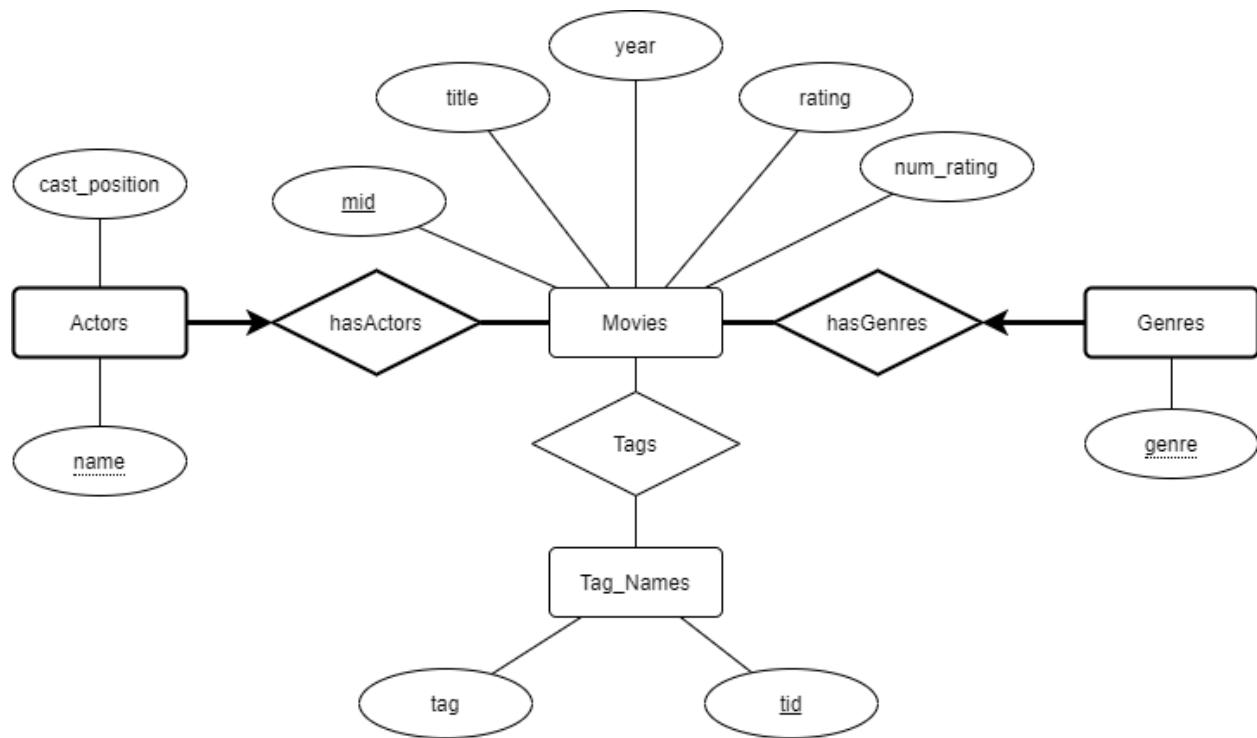 year
title
rating
num_rating
cast_position
mid
Actors
hasActors
Movies
hasGenres
Genres
Tags
name
genre
Tag_Names
tag
tid